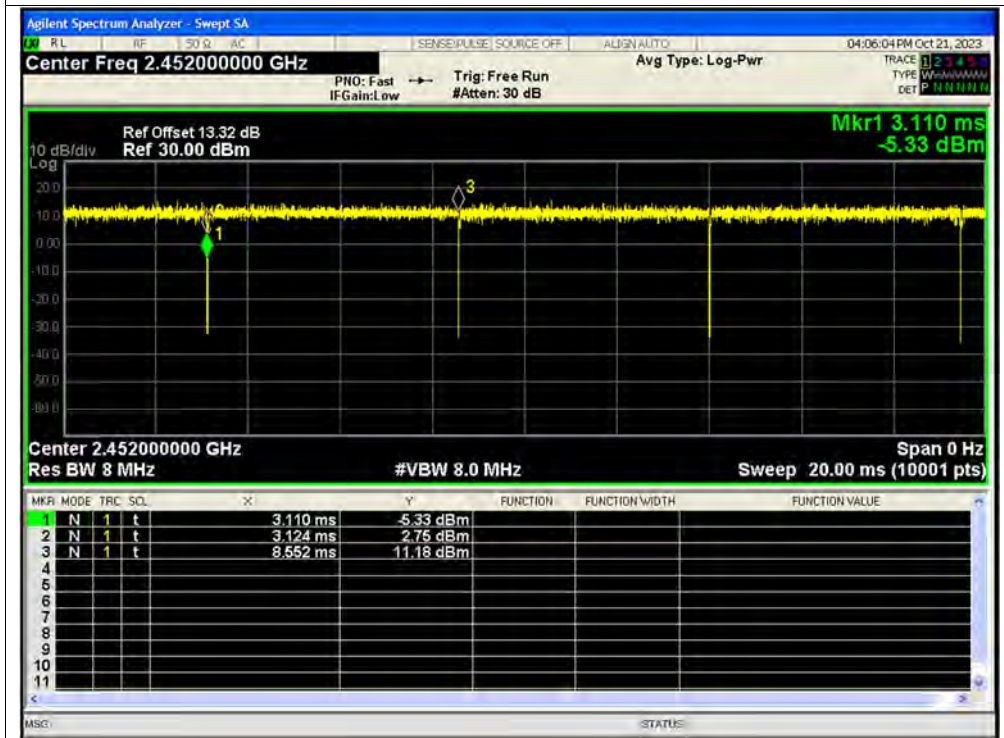 Agilent Spectrum Analyzer - Swept SA
RL RF 50 Ω AC SENSE:PULSE SOURCE OFF ALIGN AUTO 04:06:04 PM Oct 21, 2023
Center Freq 2.452000000 GHz Avg Type: Log-Pwr TRACE 1 2 3 4 5 6
PNO: Fast Trig: Free Run TYPE
IFGain:Low #Atten: 30 dB DET P N N N N N
Mkr1 3.110 ms
Ref Offset 13.32 dB
10 dB/div Ref 30.00 dBm -5.33 dBm
Log
20.0
3
10.0
1
0.00
-10.0
-20.0
-30.0
-40.0
-50.0
-60.0
Center 2.452000000 GHz Span 0 Hz
Res BW 8 MHz #VBW 8.0 MHz Sweep 20.00 ms (10001 pts)
MKR MODE TRC SCL X Y FUNCTION FUNCTION WIDTH FUNCTION VALUE
1 N 1 t 3.110 ms -5.33 dBm
2 N 1 t 3.124 ms 2.75 dBm
3 N 1 t 8.552 ms 11.18 dBm
4
5
6
7
8
9
10
11
MSG STATUS